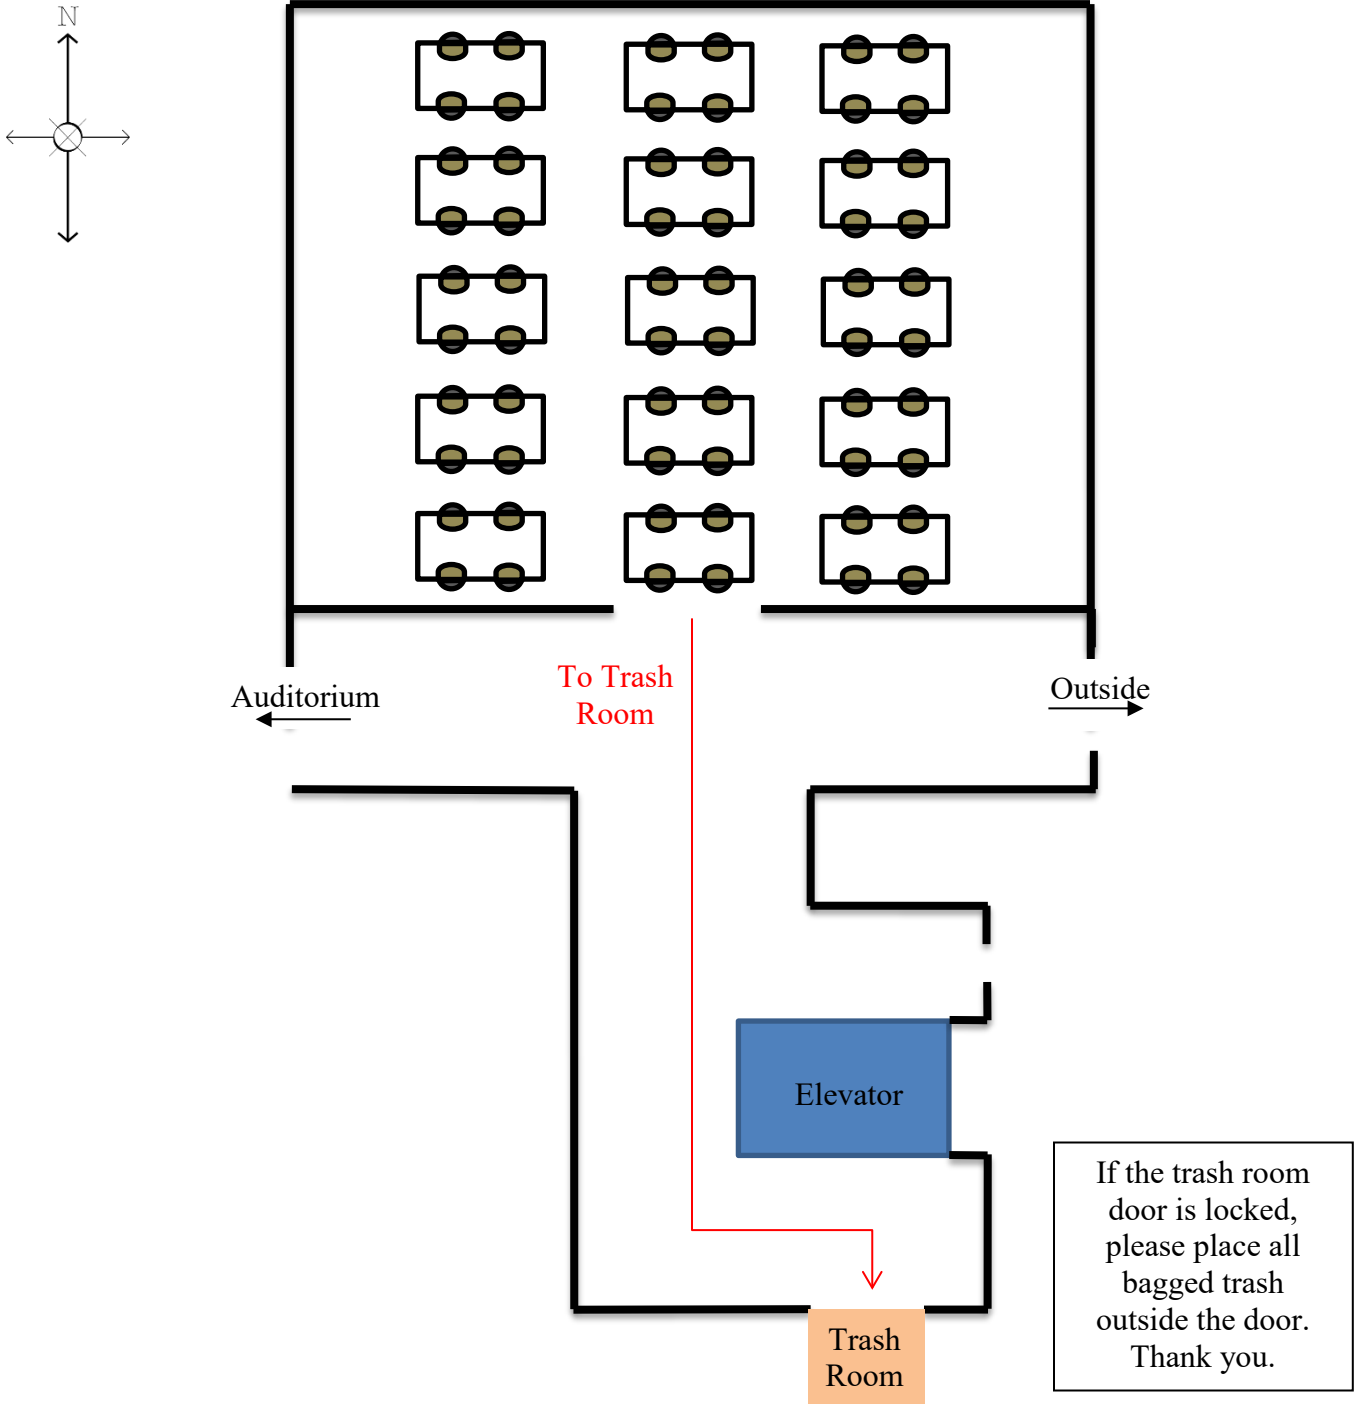 N
To Trash
Room
Auditorium
Outside
Elevator
If the trash room
door is locked,
please place all
bagged trash
outside the door.
Thank you.
Trash
Room